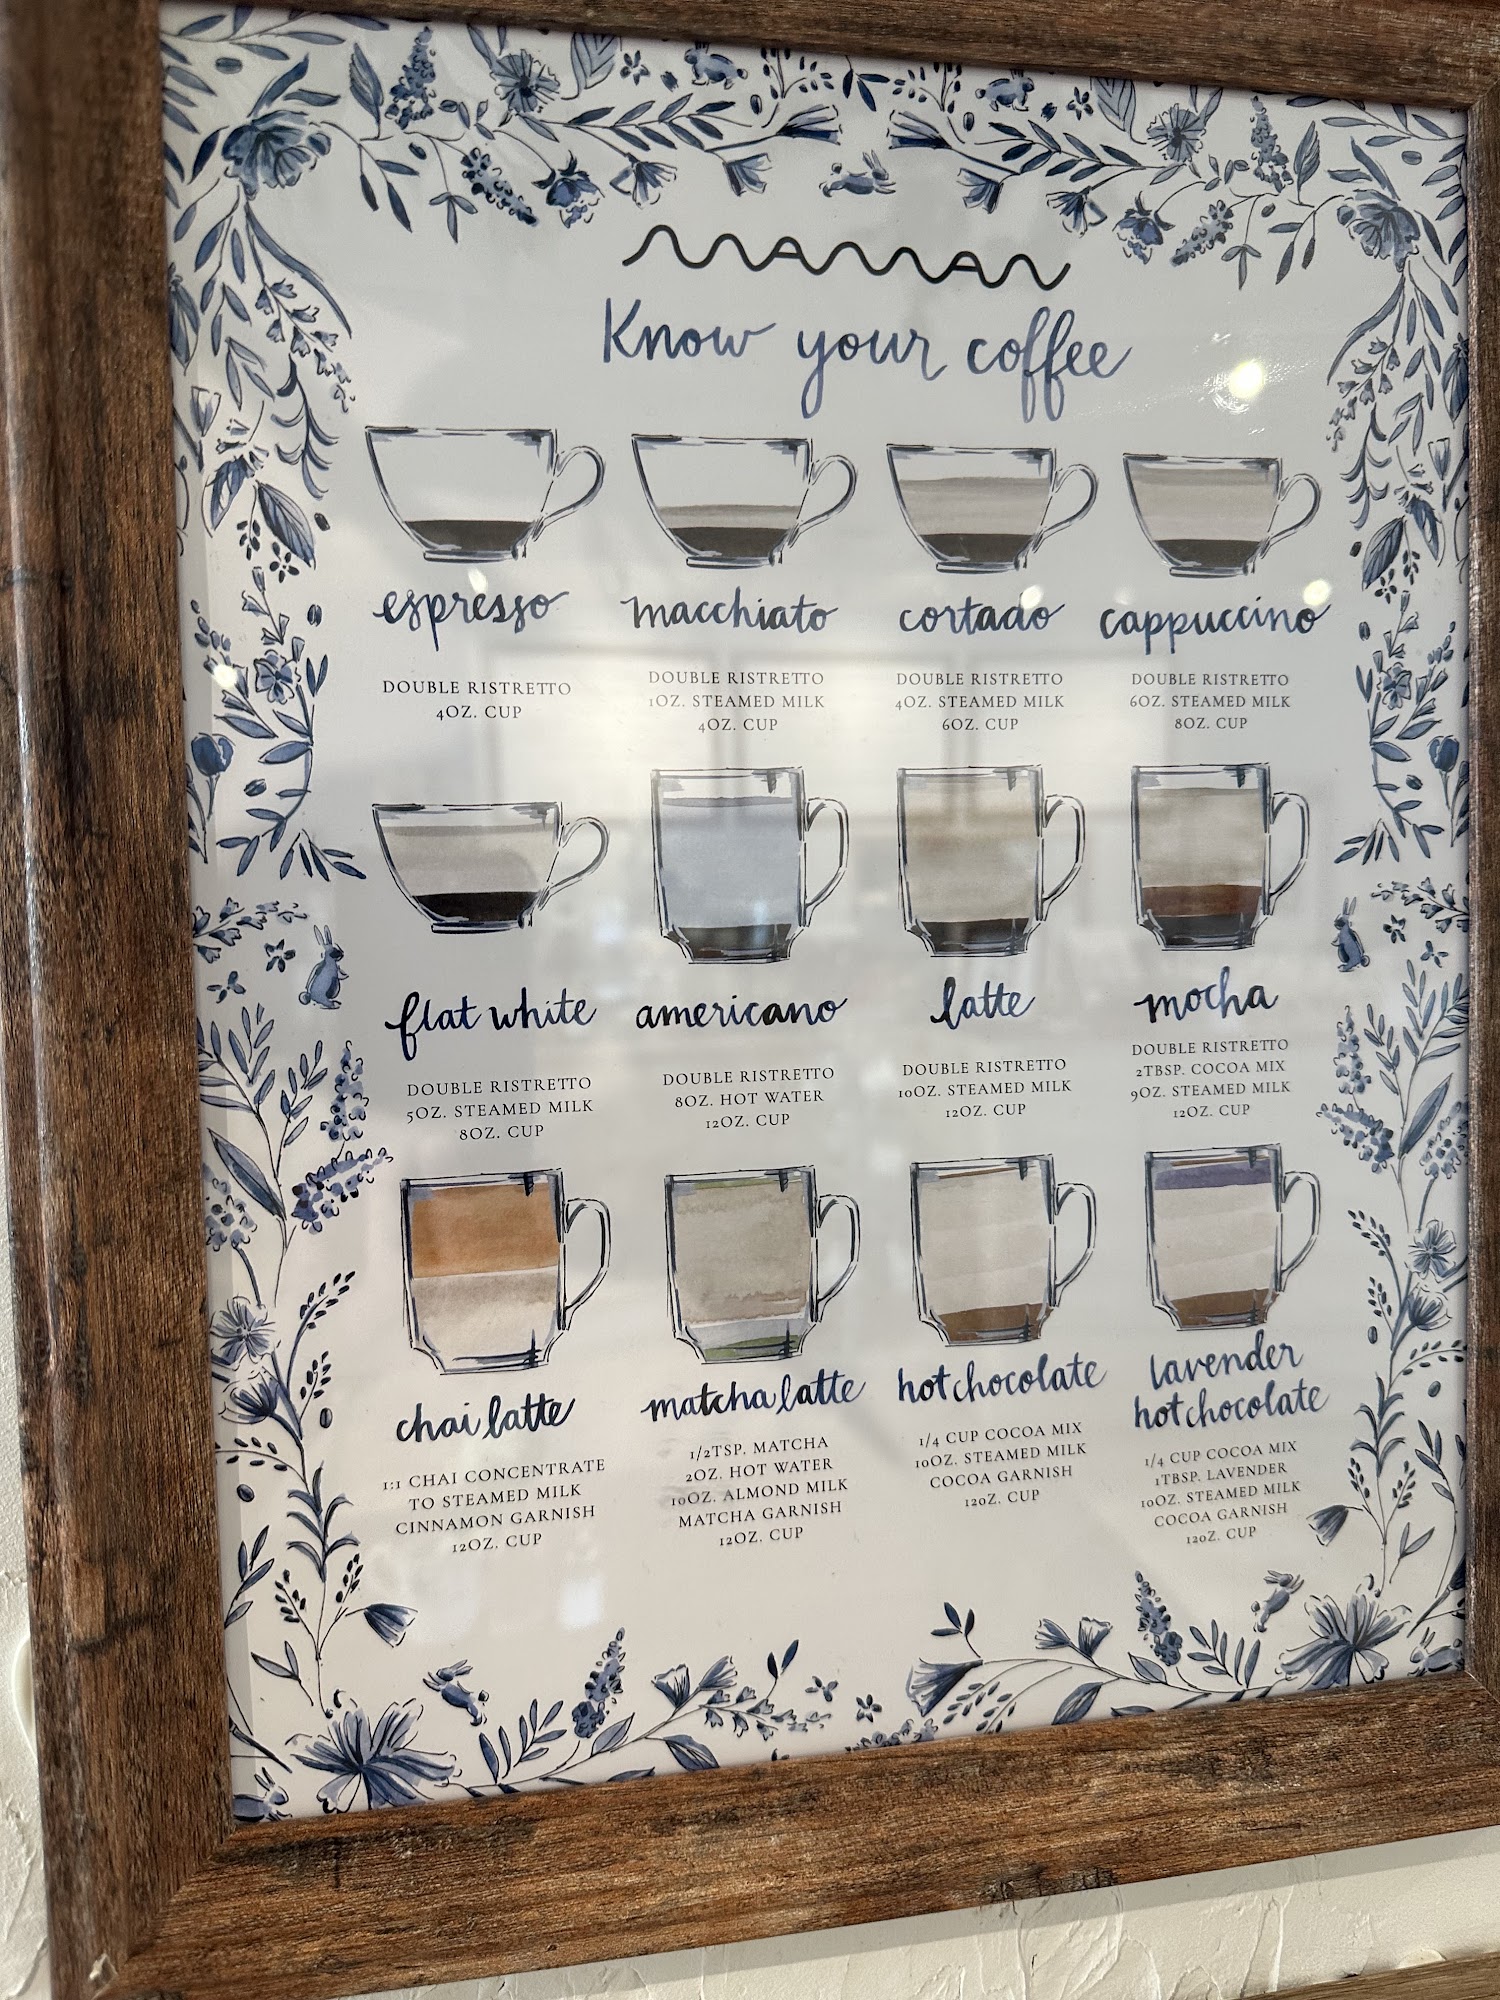 maman
Know your coffee
espresso
DOUBLE RISTRETTO
4OZ. CUP
macchiato
DOUBLE RISTRETTO
1OZ. STEAMED MILK
4OZ. CUP
cortado
DOUBLE RISTRETTO
4OZ. STEAMED MILK
6OZ. CUP
cappuccino
DOUBLE RISTRETTO
6OZ. STEAMED MILK
8OZ. CUP
flat white
DOUBLE RISTRETTO
5OZ. STEAMED MILK
8OZ. CUP
americano
DOUBLE RISTRETTO
8OZ. HOT WATER
12OZ. CUP
latte
DOUBLE RISTRETTO
10OZ. STEAMED MILK
12OZ. CUP
mocha
DOUBLE RISTRETTO
2TBSP. COCOA MIX
9OZ. STEAMED MILK
12OZ. CUP
chai latte
1:1 CHAI CONCENTRATE
TO STEAMED MILK
CINNAMON GARNISH
12OZ. CUP
matcha latte
1/2TSP. MATCHA
2OZ. HOT WATER
10OZ. ALMOND MILK
MATCHA GARNISH
12OZ. CUP
hot chocolate
1/4 CUP COCOA MIX
10OZ. STEAMED MILK
COCOA GARNISH
12OZ. CUP
lavender
hot chocolate
1/4 CUP COCOA MIX
1TBSP. LAVENDER
10OZ. STEAMED MILK
COCOA GARNISH
12OZ. CUP